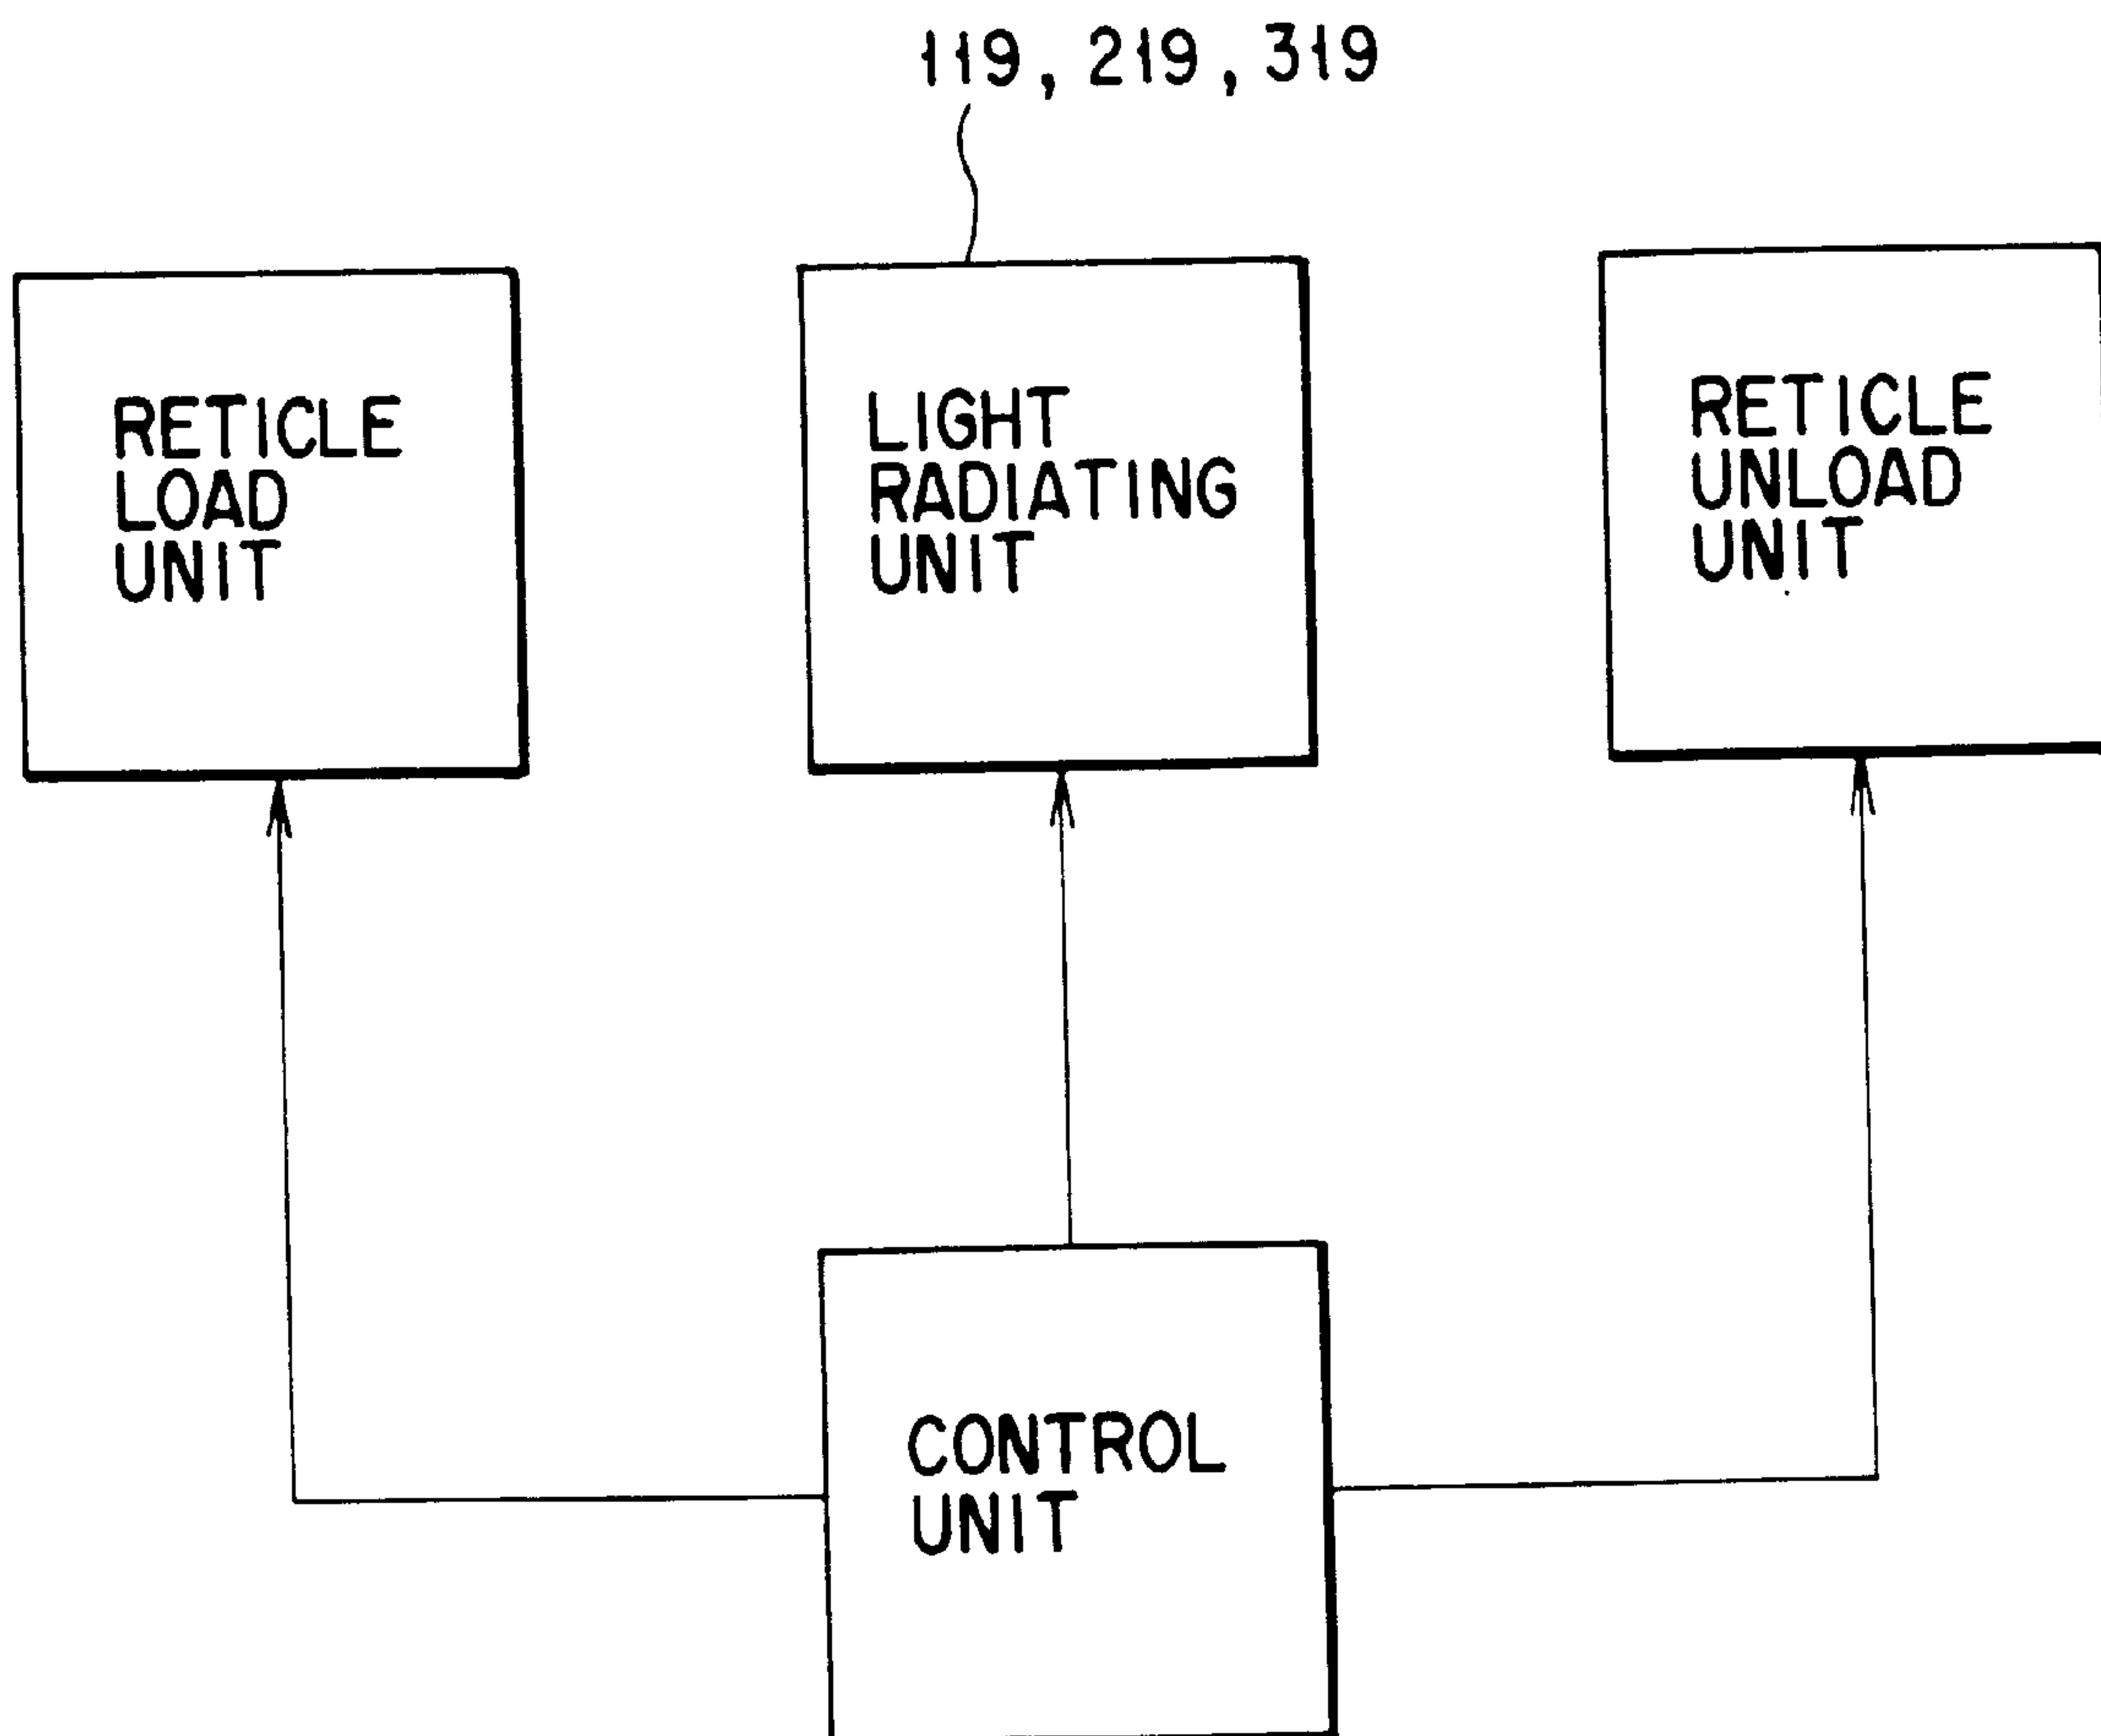 119, 219, 319
RETICLE
LOAD
UNIT
LIGHT
RADIATING
UNIT
RETICLE
UNLOAD
UNIT
CONTROL
UNIT